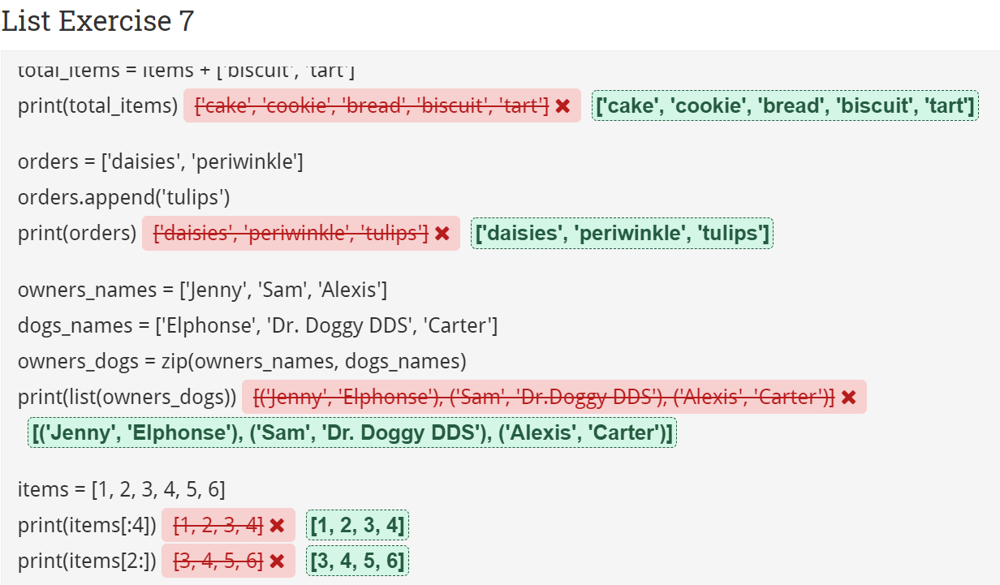 List Exercise 7
total_items = items + ['biscuit', 'tart']
print(total_items) ['cake', 'cookie', 'bread', 'biscuit', 'tart'] ✖ ['cake', 'cookie', 'bread', 'biscuit', 'tart']
orders = ['daisies', 'periwinkle']
orders.append('tulips')
print(orders) ['daisies', 'periwinkle', 'tulips'] ✖ ['daisies', 'periwinkle', 'tulips']
owners_names = ['Jenny', 'Sam', 'Alexis']
dogs_names = ['Elphonse', 'Dr. Doggy DDS', 'Carter']
owners_dogs = zip(owners_names, dogs_names)
print(list(owners_dogs)) [('Jenny', 'Elphonse'), ('Sam', 'Dr.Doggy DDS'), ('Alexis', 'Carter')] ✖
[('Jenny', 'Elphonse'), ('Sam', 'Dr. Doggy DDS'), ('Alexis', 'Carter')]
items = [1, 2, 3, 4, 5, 6]
print(items[:4]) [1, 2, 3, 4] ✖ [1, 2, 3, 4]
print(items[2:]) [3, 4, 5, 6] ✖ [3, 4, 5, 6]